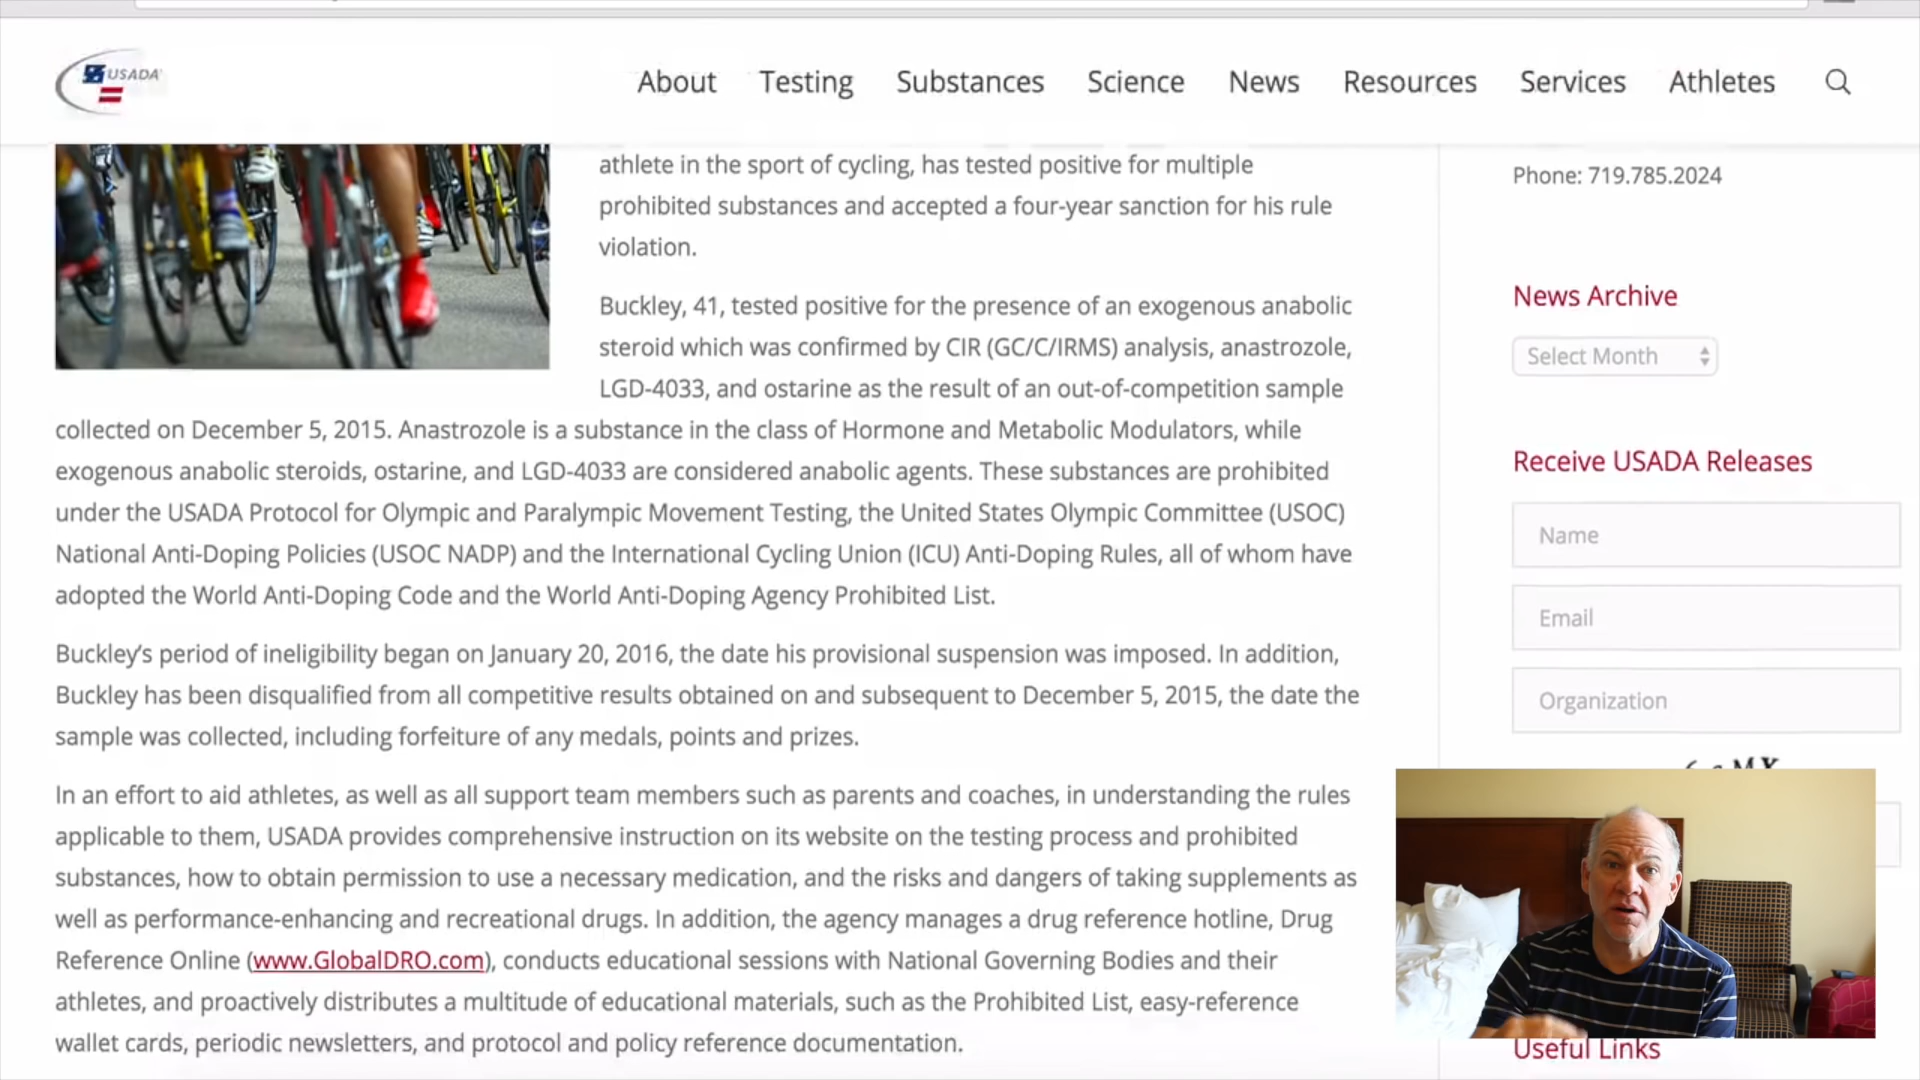 USADA
About Testing Substances Science News Resources Services Athletes
athlete in the sport of cycling, has tested positive for multiple
prohibited substances and accepted a four-year sanction for his rule
violation.
Buckley, 41, tested positive for the presence of an exogenous anabolic
steroid which was confirmed by CIR (GC/C/IRMS) analysis, anastrozole,
LGD-4033, and ostarine as the result of an out-of-competition sample
collected on December 5, 2015. Anastrozole is a substance in the class of Hormone and Metabolic Modulators, while
exogenous anabolic steroids, ostarine, and LGD-4033 are considered anabolic agents. These substances are prohibited
under the USADA Protocol for Olympic and Paralympic Movement Testing, the United States Olympic Committee (USOC)
National Anti-Doping Policies (USOC NADP) and the International Cycling Union (ICU) Anti-Doping Rules, all of whom have
adopted the World Anti-Doping Code and the World Anti-Doping Agency Prohibited List.
Buckley’s period of ineligibility began on January 20, 2016, the date his provisional suspension was imposed. In addition,
Buckley has been disqualified from all competitive results obtained on and subsequent to December 5, 2015, the date the
sample was collected, including forfeiture of any medals, points and prizes.
In an effort to aid athletes, as well as all support team members such as parents and coaches, in understanding the rules
applicable to them, USADA provides comprehensive instruction on its website on the testing process and prohibited
substances, how to obtain permission to use a necessary medication, and the risks and dangers of taking supplements as
well as performance-enhancing and recreational drugs. In addition, the agency manages a drug reference hotline, Drug
Reference Online (www.GlobalDRO.com), conducts educational sessions with National Governing Bodies and their
athletes, and proactively distributes a multitude of educational materials, such as the Prohibited List, easy-reference
wallet cards, periodic newsletters, and protocol and policy reference documentation.
Phone: 719.785.2024
News Archive
Select Month
Receive USADA Releases
Name
Email
Organization
Useful Links